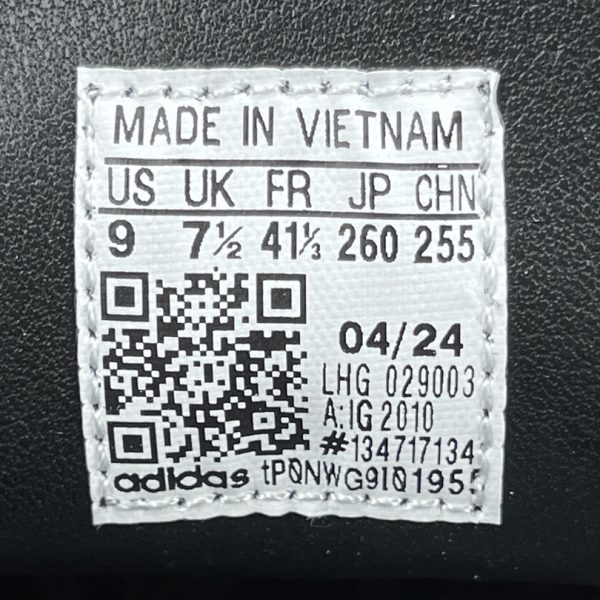 MADE IN VIETNAM
US UK FR JP CHN
9 7½ 41⅓ 260 255
04/24
LHG 029003
A:IG 2010
#134717134
adidas